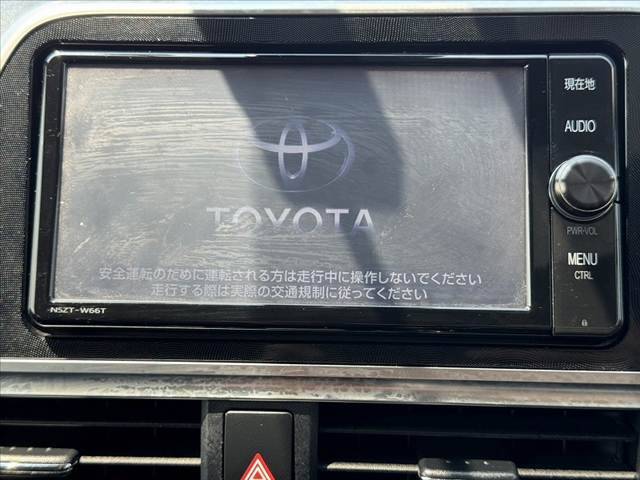 現在地
AUDIO
PWR-VOL
MENU
CTRL
TOYOTA
安全運転のために運転される方は走行中に操作しないでください
走行する際は実際の交通規制に従ってください
NSZT-W66T